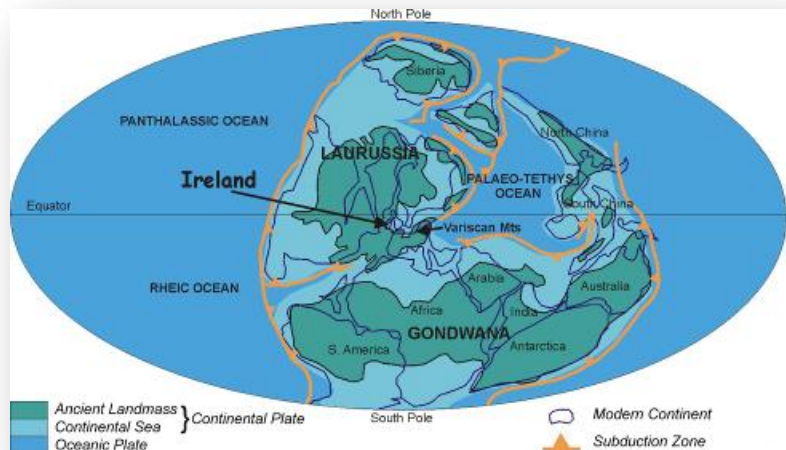 North Pole
Siberia
PANTHALASSIC OCEAN
North China
LAURUSSIA
Ireland
PALAEO-TETHYS
OCEAN
Equator
South China
Variscan Mts
RHEIC OCEAN
Arabia
Africa
India
Australia
GONDWANA
S. America
Antarctica
South Pole
Ancient Landmass
Continental Sea
Continental Plate
Oceanic Plate
Modern Continent
Subduction Zone